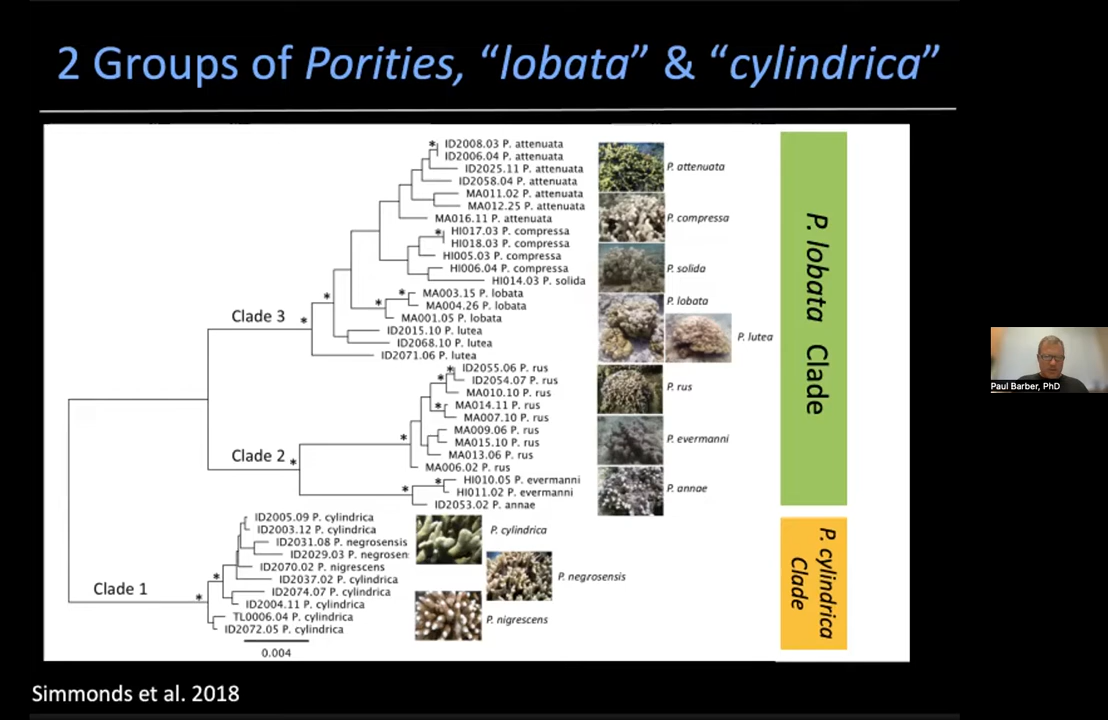 2 Groups of Porities, “lobata” & “cylindrica”
ID2008.03 P. attenuata
ID2006.04 P. attenuata
ID2025.11 P. attenuata
ID2058.04 P. attenuata
MA011.02 P. attenuata
MA012.25 P. attenuata
MA016.11 P. attenuata
HI017.03 P. compressa
HI018.03 P. compressa
HI005.03 P. compressa
HI006.04 P. compressa
HI014.03 P. solida
MA003.15 P. lobata
MA004.26 P. lobata
MA001.05 P. lobata
ID2015.10 P. lutea
ID2068.10 P. lutea
ID2071.06 P. lutea
Clade 3
ID2055.06 P. rus
ID2054.07 P. rus
MA010.10 P. rus
MA014.11 P. rus
MA007.10 P. rus
MA009.06 P. rus
MA015.10 P. rus
MA013.06 P. rus
MA006.02 P. rus
HI010.05 P. evermanni
HI011.02 P. evermanni
ID2053.02 P. annae
Clade 2
ID2005.09 P. cylindrica
ID2003.12 P. cylindrica
ID2031.08 P. negrosensis
ID2029.03 P. negrosen
ID2070.02 P. nigrescens
ID2037.02 P. cylindrica
ID2074.07 P. cylindrica
ID2004.11 P. cylindrica
TL0006.04 P. cylindrica
ID2072.05 P. cylindrica
Clade 1
0.004
P. attenuata
P. compressa
P. solida
P. lobata
P. lutea
P. rus
P. evermanni
P. annae
P. cylindrica
P. negrosensis
P. nigrescens
P. lobata Clade
P. cylindrica
Clade
Paul Barber, PhD
Simmonds et al. 2018